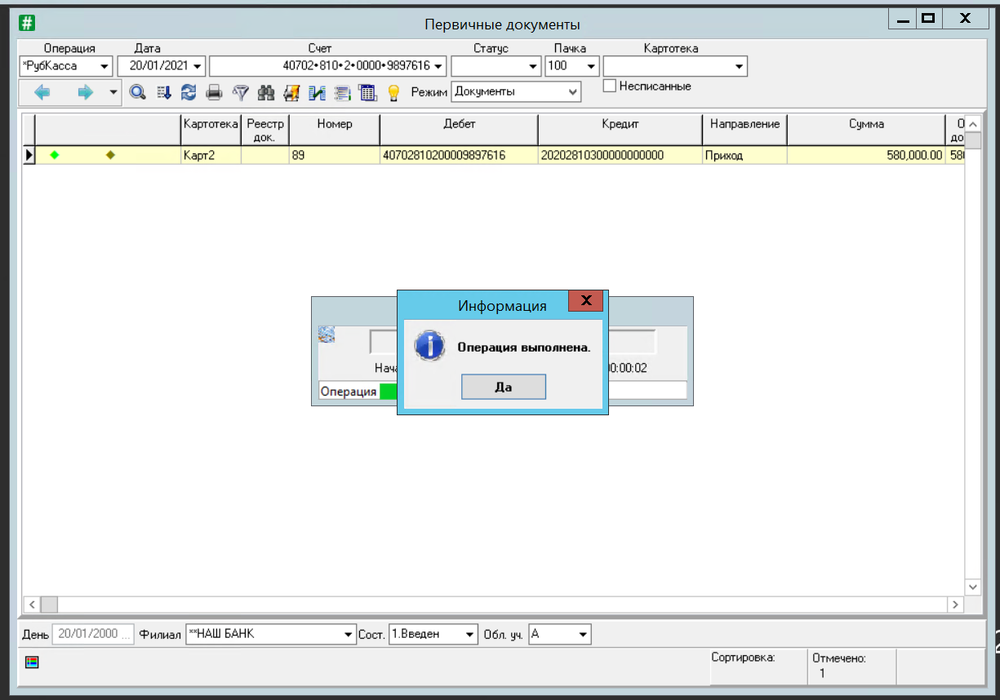 Первичные документы
Операция Дата Счет Статус Пачка Картотека
*РубКасса 20/01/2021 40702•810•2•0000•9897616 100
Режим Документы Несписанные
Картотека Реестр док. Номер Дебет Кредит Направление Сумма О до
Карт2 89 40702810200009897616 20202810300000000000 Приход 580,000.00 58
Информация
Операция выполнена.
Нача 0:00:02
Да
Операция
День 20/01/2000 ... Филиал **НАШ БАНК Сост. 1.Введен Обл. уч. А
Сортировка: Отмечено:
1